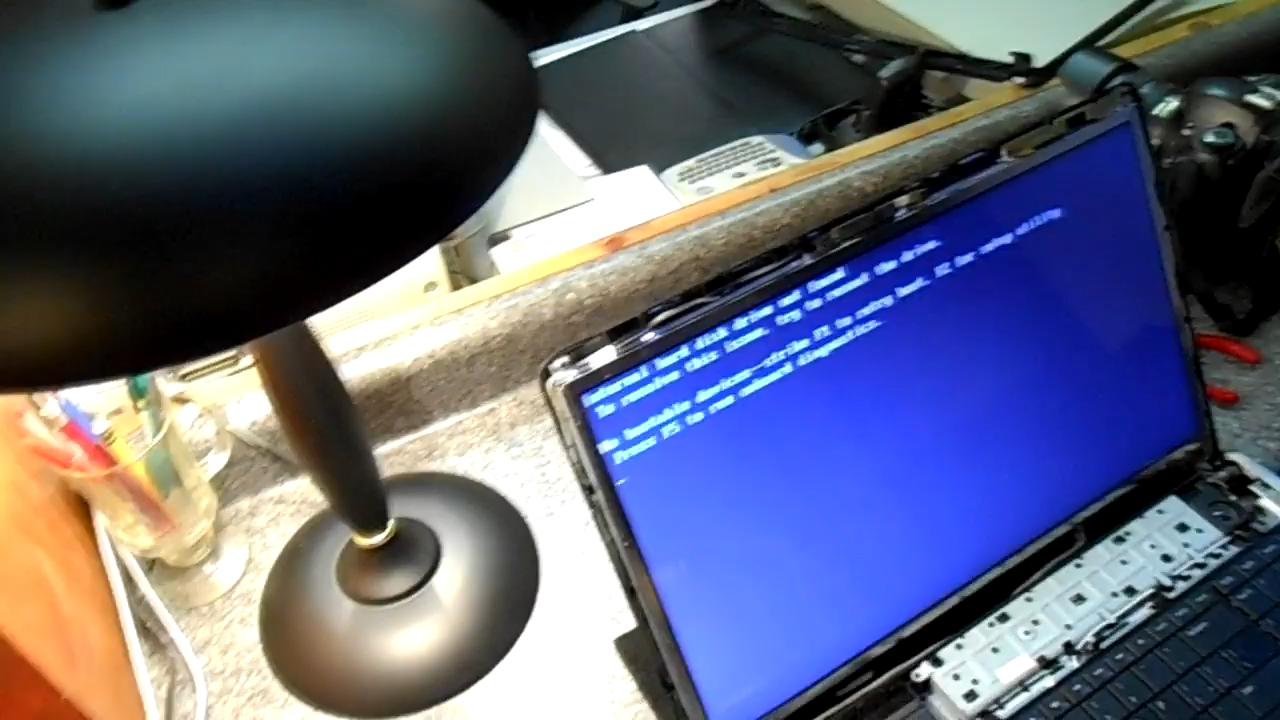 Internal hard disk drive not found
To resolve this issue, try to reseat the drive.
No bootable devices--strike F1 to retry boot, F2 for setup utility
Press F5 to run onboard diagnostics.